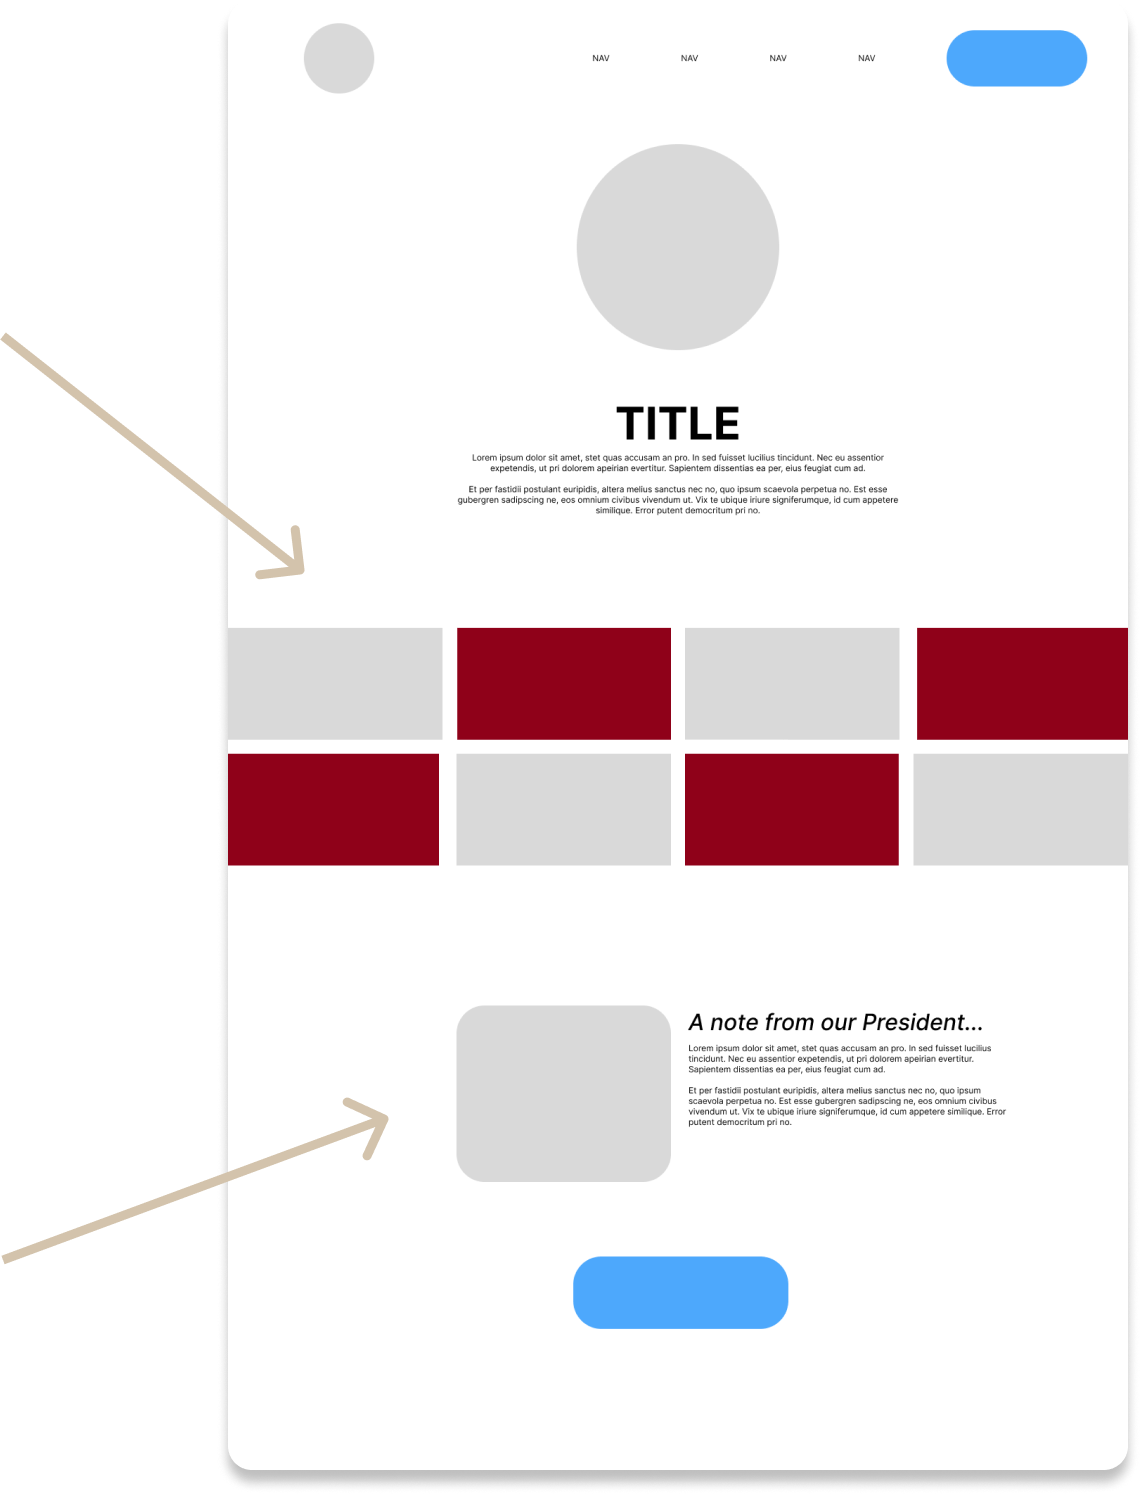 NAV NAV NAV NAV
TITLE
Lorem ipsum dolor sit amet, stet quas accusam an pro. In sed fuisset lucilius tincidunt. Nec eu assentior
expetendis, ut pri dolorem apeirian evertitur. Sapientem dissentias ea per, eius feugiat cum ad.
Et per fastidii postulant euripidis, altera melius sanctus nec no, quo ipsum scaevola perpetua no. Est esse
gubergren sadipscing ne, eos omnium civibus vivendum ut. Vix te ubique iriure signiferumque, id cum appetere
similique. Error putent democritum pri no.
A note from our President...
Lorem ipsum dolor sit amet, stet quas accusam an pro. In sed fuisset lucilius
tincidunt. Nec eu assentior expetendis, ut pri dolorem apeirian evertitur.
Sapientem dissentias ea per, eius feugiat cum ad.
Et per fastidii postulant euripidis, altera melius sanctus nec no, quo ipsum
scaevola perpetua no. Est esse gubergren sadipscing ne, eos omnium civibus
vivendum ut. Vix te ubique iriure signiferumque, id cum appetere similique. Error
putent democritum pri no.